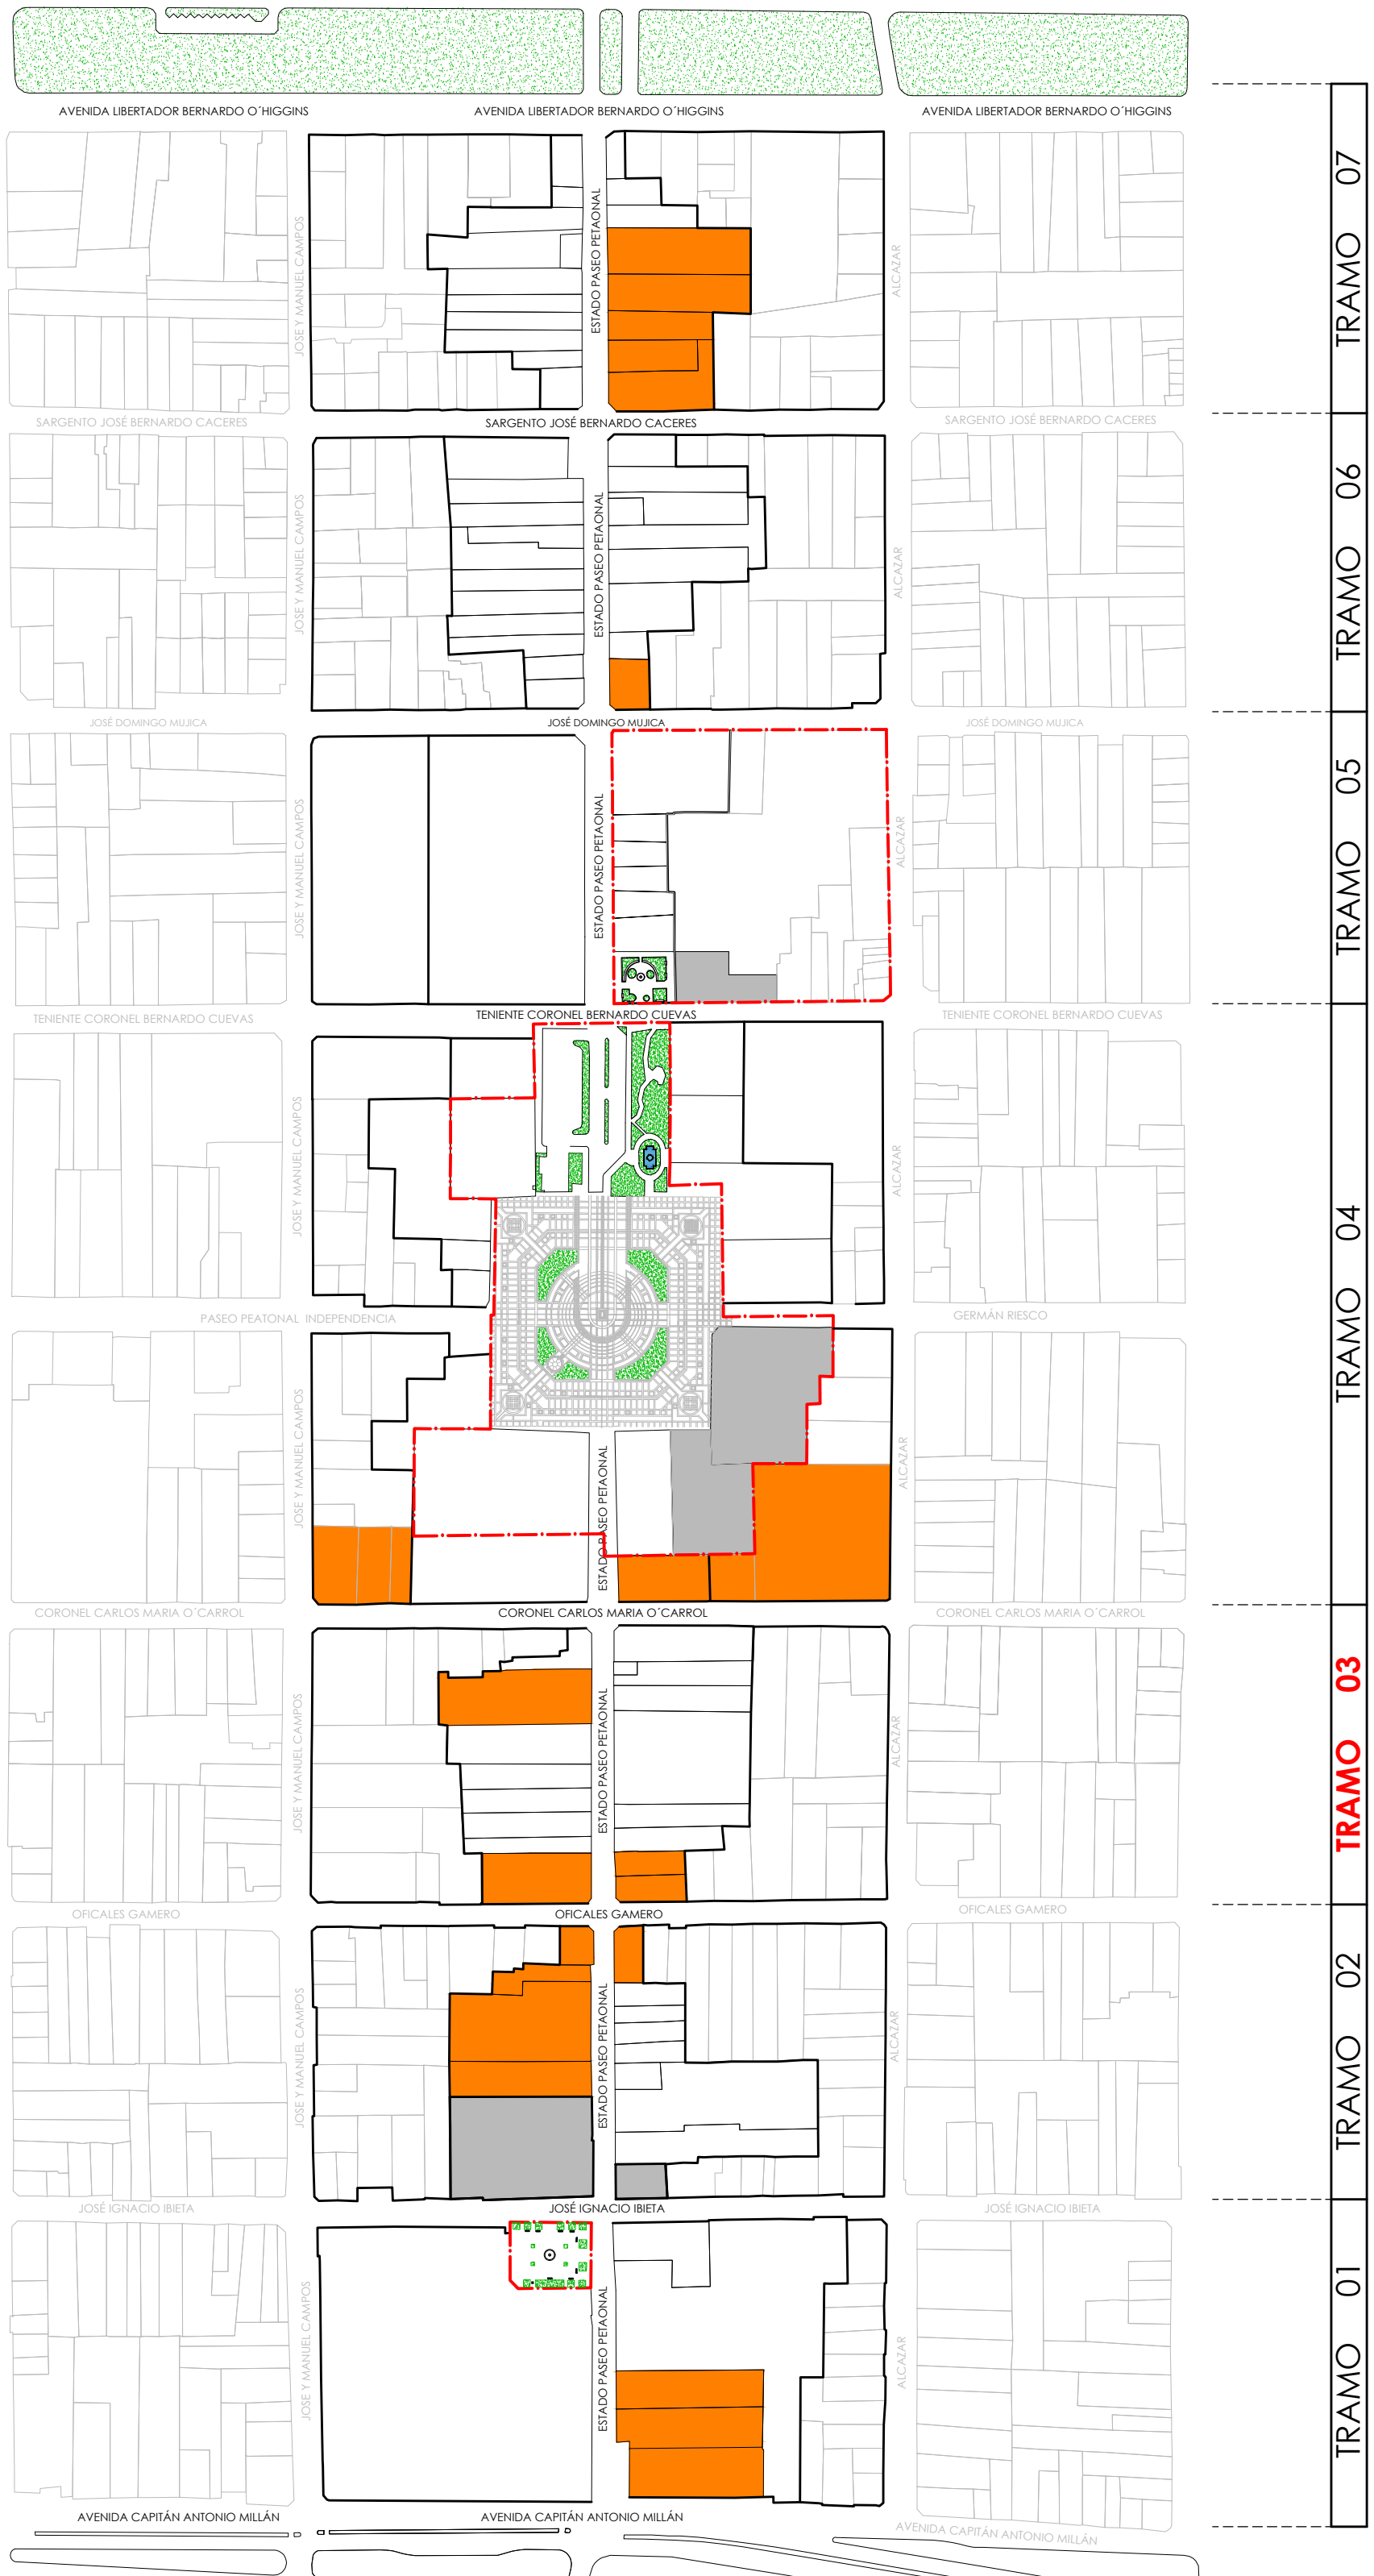 AVENIDA LIBERTADOR BERNARDO O´HIGGINS
AVENIDA LIBERTADOR BERNARDO O´HIGGINS
AVENIDA LIBERTADOR BERNARDO O´HIGGINS
JOSE Y MANUEL CAMPOS
ESTADO PASEO PETAONAL
ALCAZAR
TRAMO 07
SARGENTO JOSÉ BERNARDO CACERES
SARGENTO JOSÉ BERNARDO CACERES
SARGENTO JOSÉ BERNARDO CACERES
JOSE Y MANUEL CAMPOS
ESTADO PASEO PETAONAL
ALCAZAR
TRAMO 06
JOSÉ DOMINGO MUJICA
JOSÉ DOMINGO MUJICA
JOSÉ DOMINGO MUJICA
JOSE Y MANUEL CAMPOS
ESTADO PASEO PETAONAL
ALCAZAR
TRAMO 05
TENIENTE CORONEL BERNARDO CUEVAS
TENIENTE CORONEL BERNARDO CUEVAS
TENIENTE CORONEL BERNARDO CUEVAS
JOSE Y MANUEL CAMPOS
ALCAZAR
TRAMO 04
PASEO PEATONAL INDEPENDENCIA
GERMÁN RIESCO
JOSE Y MANUEL CAMPOS
ESTADO PASEO PETAONAL
ALCAZAR
CORONEL CARLOS MARIA O´CARROL
CORONEL CARLOS MARIA O´CARROL
CORONEL CARLOS MARIA O´CARROL
JOSE Y MANUEL CAMPOS
ESTADO PASEO PETAONAL
ALCAZAR
TRAMO 03
OFICALES GAMERO
OFICALES GAMERO
OFICALES GAMERO
JOSE Y MANUEL CAMPOS
ESTADO PASEO PETAONAL
ALCAZAR
TRAMO 02
JOSÉ IGNACIO IBIETA
JOSÉ IGNACIO IBIETA
JOSÉ IGNACIO IBIETA
JOSE Y MANUEL CAMPOS
ESTADO PASEO PETAONAL
ALCAZAR
TRAMO 01
AVENIDA CAPITÁN ANTONIO MILLÁN
AVENIDA CAPITÁN ANTONIO MILLÁN
AVENIDA CAPITÁN ANTONIO MILLÁN